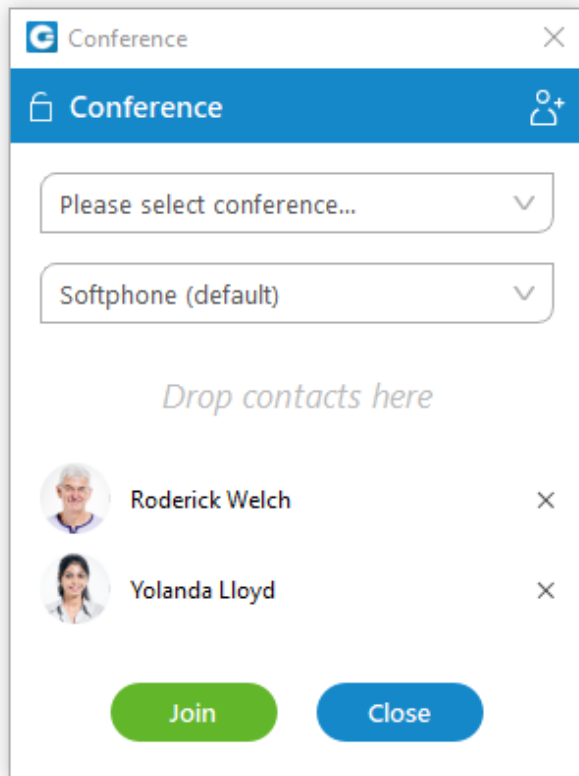 Conference
Conference
Please select conference...
Softphone (default)
Drop contacts here
Roderick Welch
Yolanda Lloyd
Join Close